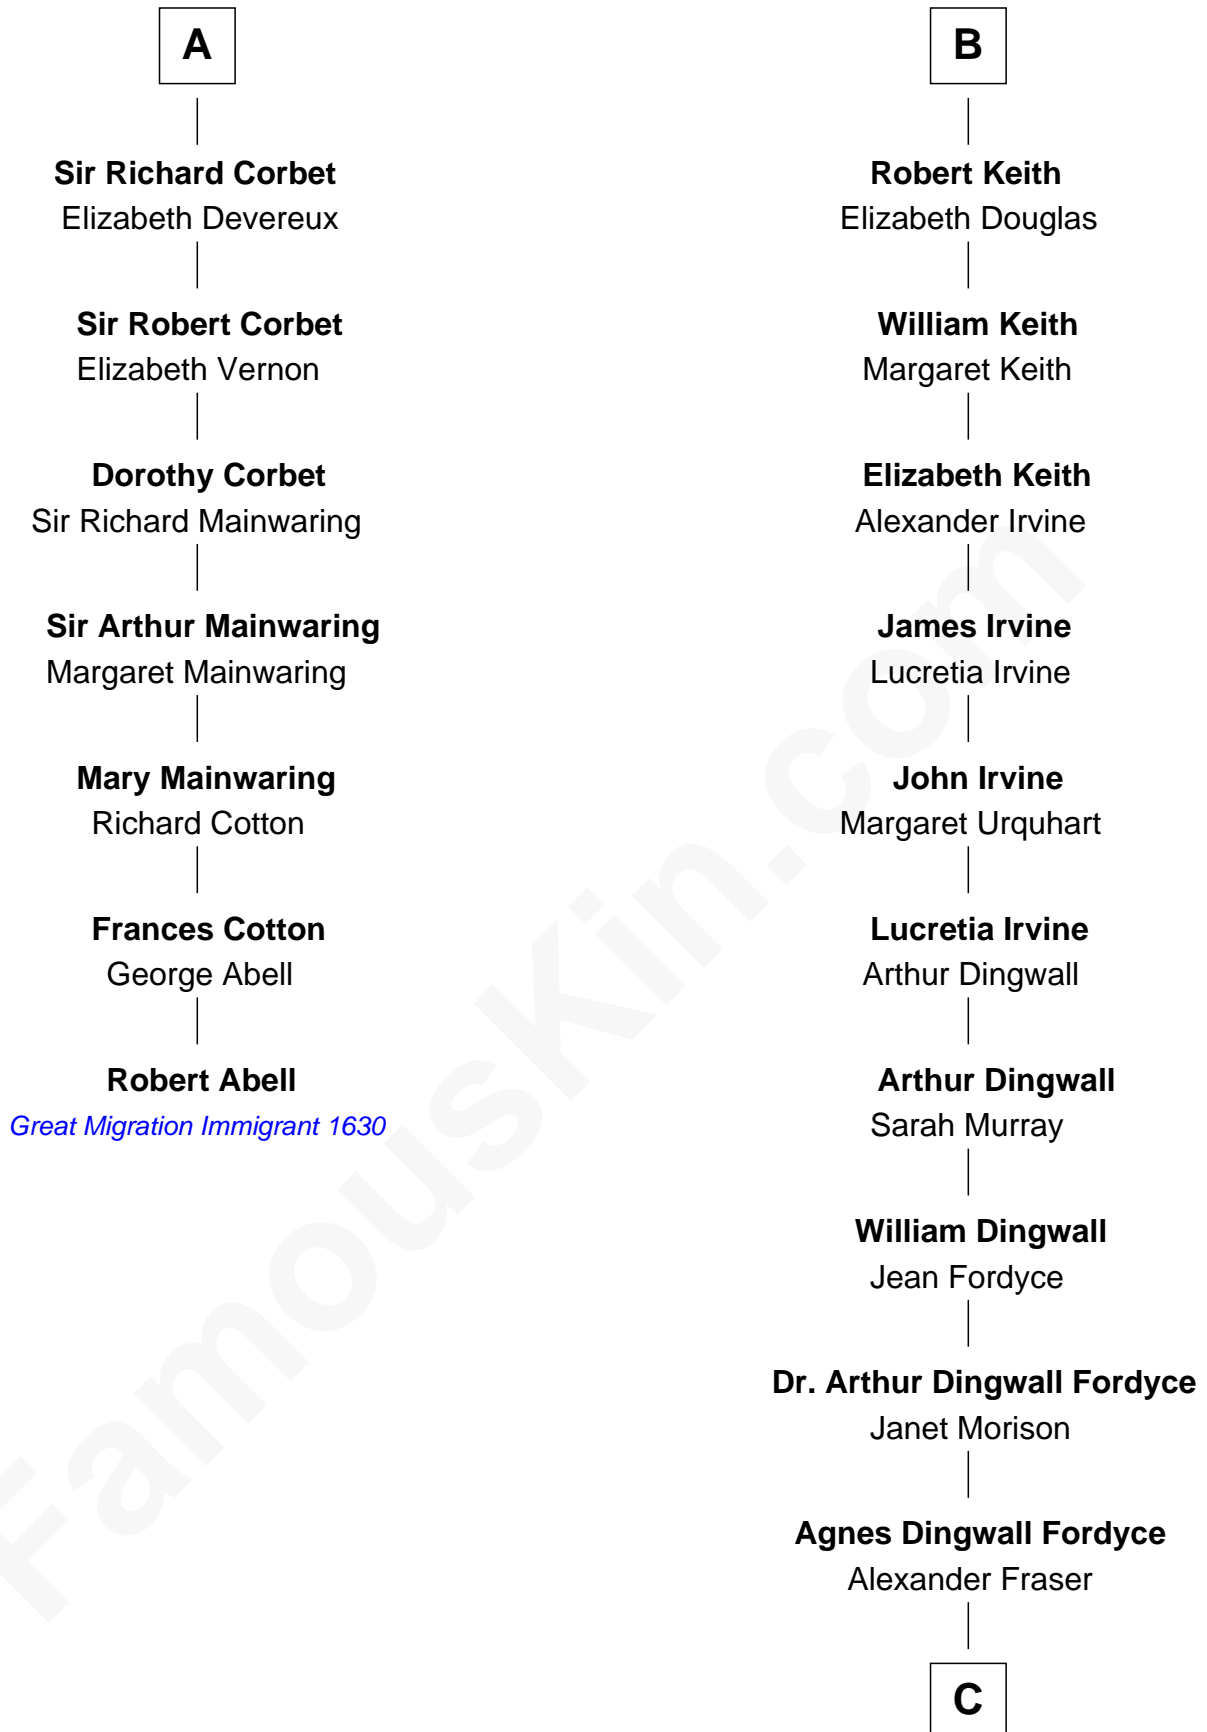 A
Sir Richard Corbet
Elizabeth Devereux
Sir Robert Corbet
Elizabeth Vernon
Dorothy Corbet
Sir Richard Mainwaring
Sir Arthur Mainwaring
Margaret Mainwaring
Mary Mainwaring
Richard Cotton
Frances Cotton
George Abell
Robert Abell
Great Migration Immigrant 1630
B
Robert Keith
Elizabeth Douglas
William Keith
Margaret Keith
Elizabeth Keith
Alexander Irvine
James Irvine
Lucretia Irvine
John Irvine
Margaret Urquhart
Lucretia Irvine
Arthur Dingwall
Arthur Dingwall
Sarah Murray
William Dingwall
Jean Fordyce
Dr. Arthur Dingwall Fordyce
Janet Morison
Agnes Dingwall Fordyce
Alexander Fraser
C
FamousKin.com